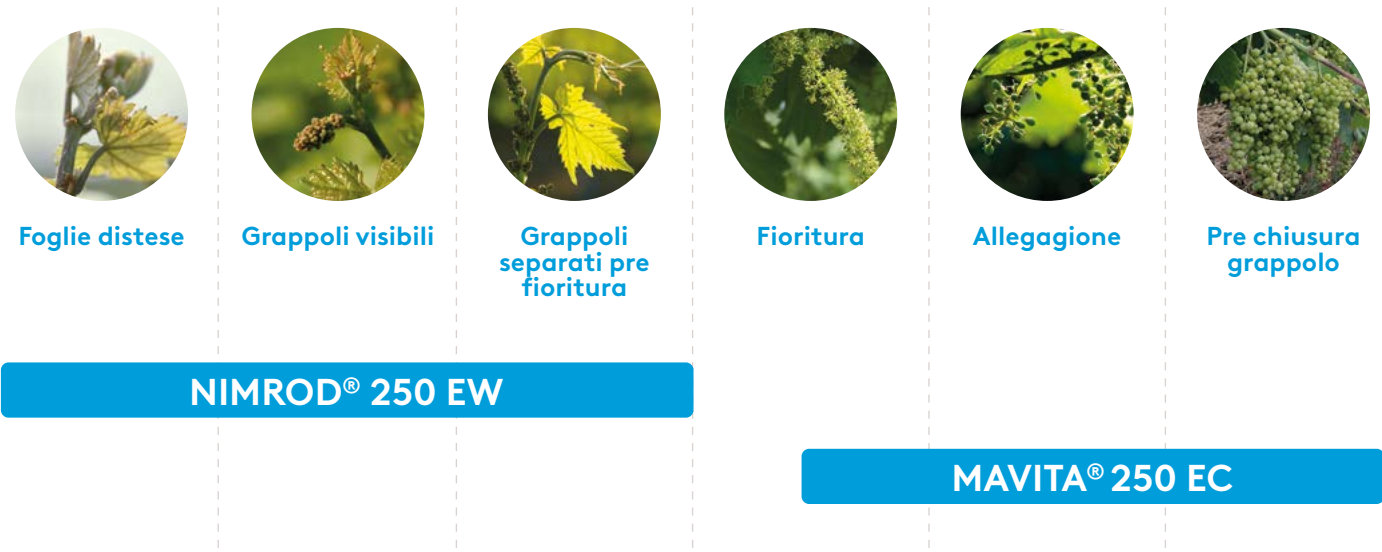 Foglie distese
Grappoli visibili
Grappoli
separati pre
fioritura
Fioritura
Allegagione
Pre chiusura
grappolo
NIMROD® 250 EW
MAVITA® 250 EC